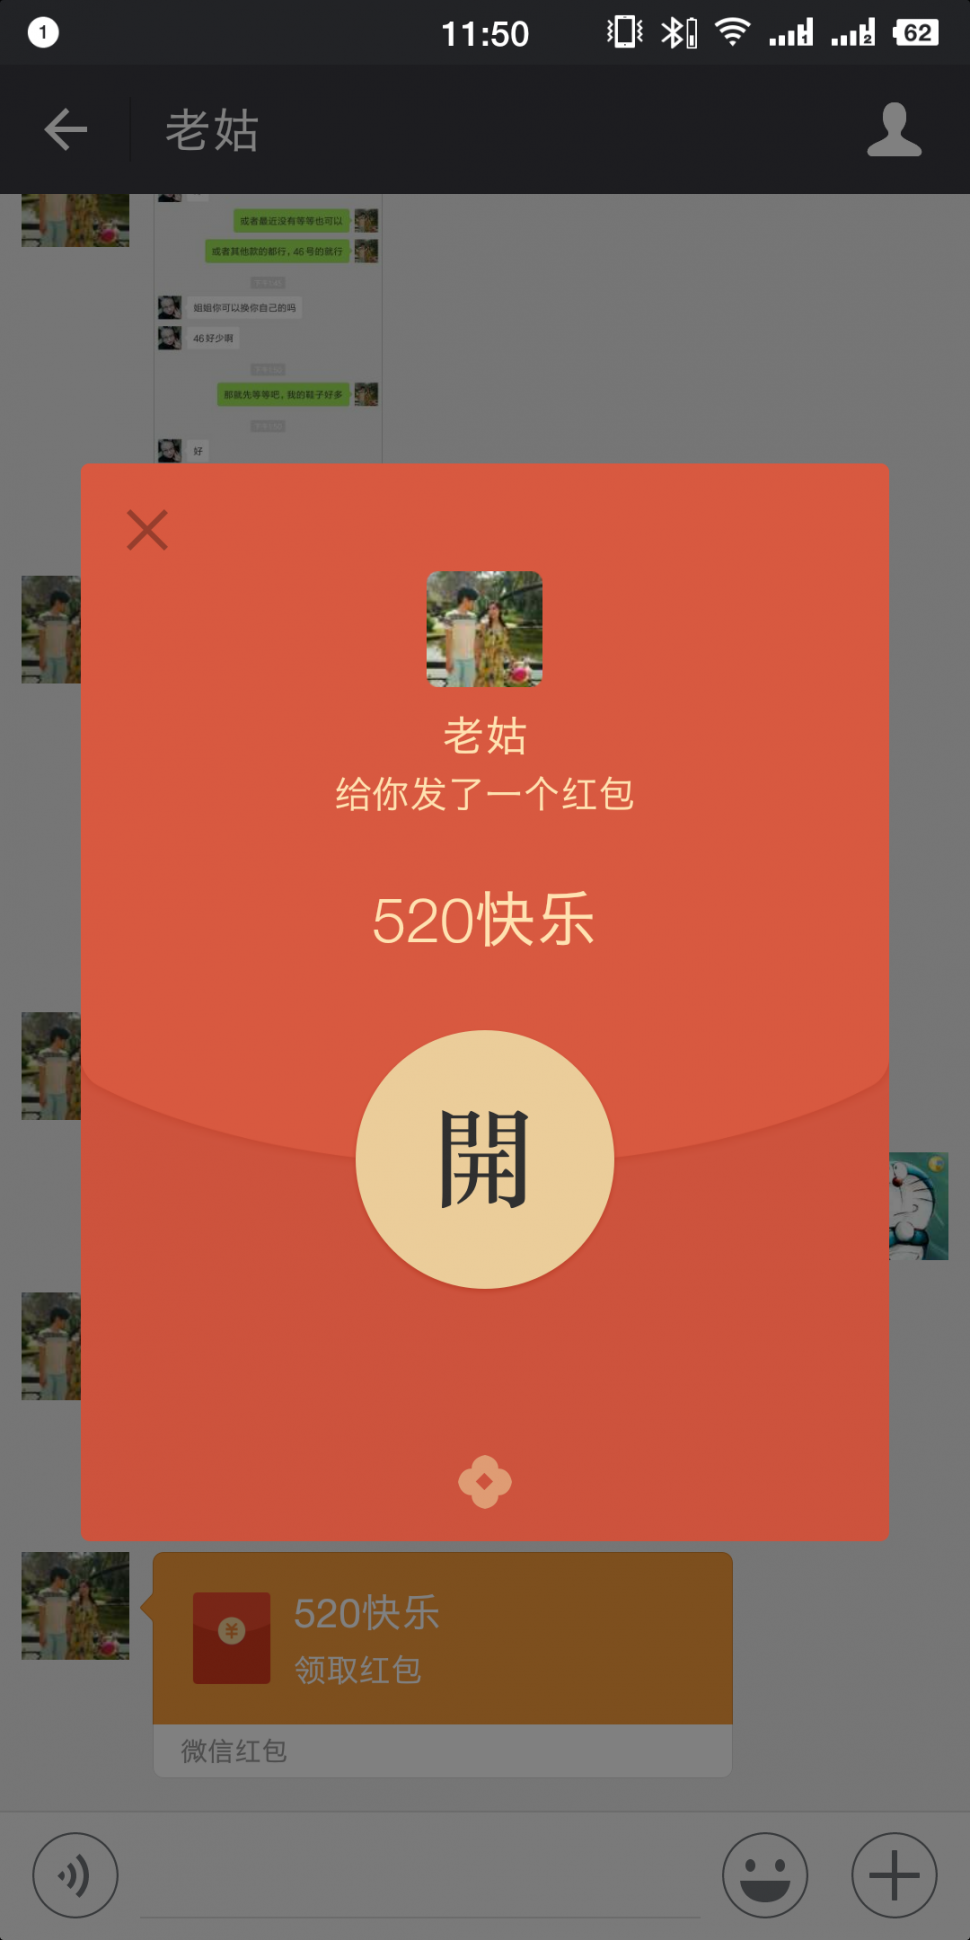 1
11:50
1
2
62
老姑
或者最近没有等等也可以
或者其他款的都行，46号的就行
姐姐你可以换你自己的吗
46好少啊
那就先等等吧，我的鞋子好多
好
老姑
给你发了一个红包
520快乐
開
¥
520快乐
领取红包
微信红包